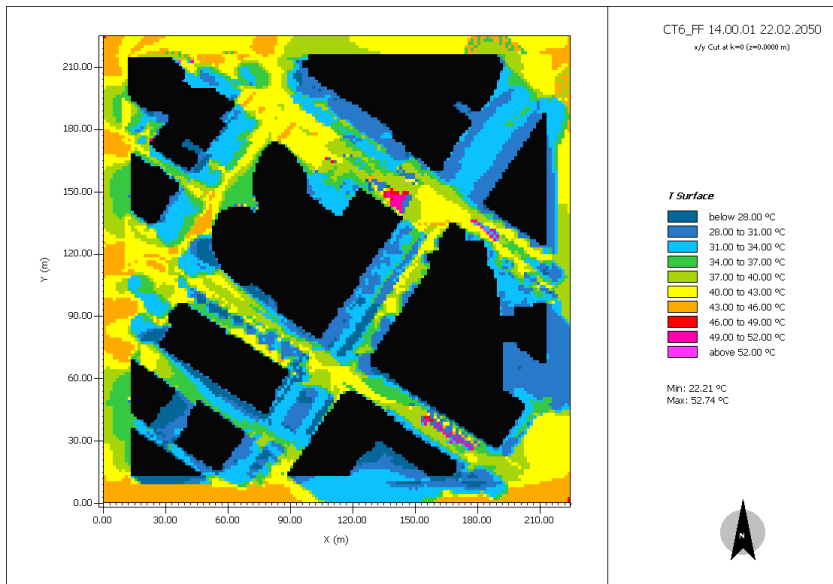 CT6_FF 14.00.01 22.02.2050
x/y Cut at k=0 (z=0.0000 m)
210.00
180.00
150.00
120.00
90.00
60.00
30.00
0.00
Y (m)
0.00 30.00 60.00 90.00 120.00 150.00 180.00 210.00
X (m)
T Surface
below 28.00 °C
28.00 to 31.00 °C
31.00 to 34.00 °C
34.00 to 37.00 °C
37.00 to 40.00 °C
40.00 to 43.00 °C
43.00 to 46.00 °C
46.00 to 49.00 °C
49.00 to 52.00 °C
above 52.00 °C
Min: 22.21 °C
Max: 52.74 °C
N